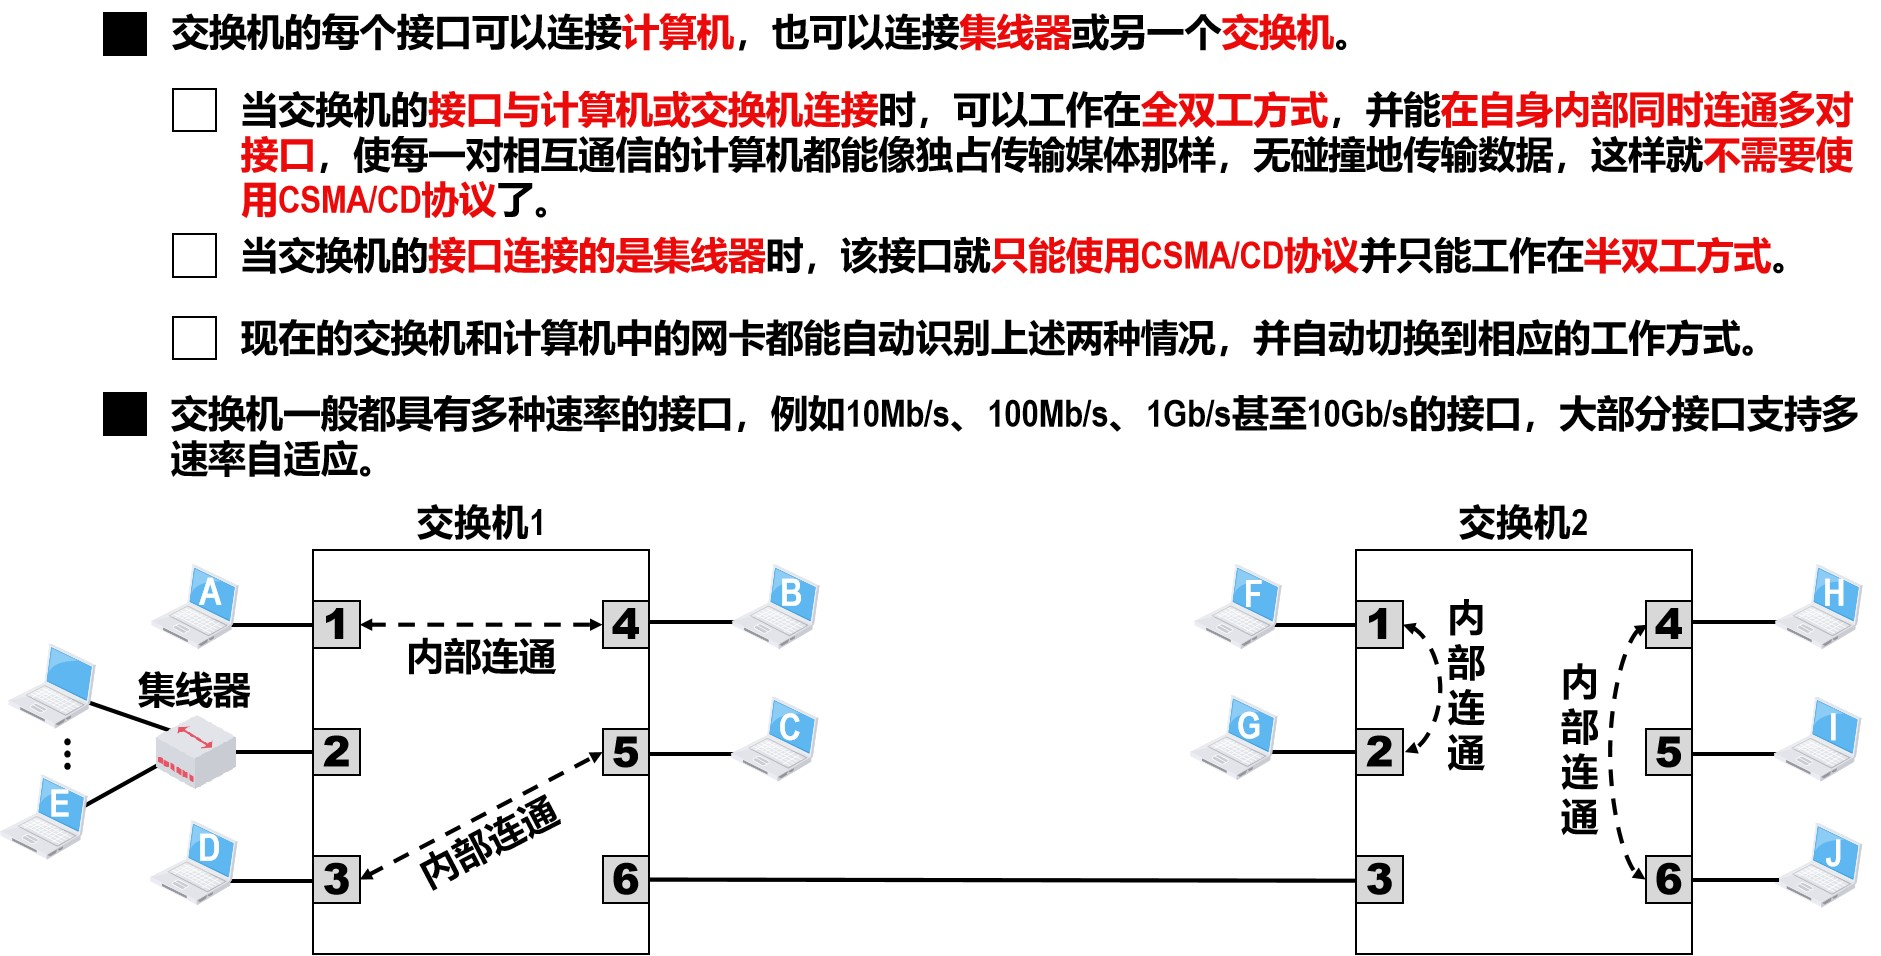 交换机的每个接口可以连接计算机，也可以连接集线器或另一个交换机。
当交换机的接口与计算机或交换机连接时，可以工作在全双工方式，并能在自身内部同时连通多对
接口，使每一对相互通信的计算机都能像独占传输媒体那样，无碰撞地传输数据，这样就不需要使
用CSMA/CD协议了。
当交换机的接口连接的是集线器时，该接口就只能使用CSMA/CD协议并只能工作在半双工方式。
现在的交换机和计算机中的网卡都能自动识别上述两种情况，并自动切换到相应的工作方式。
交换机一般都具有多种速率的接口，例如10Mb/s、100Mb/s、1Gb/s甚至10Gb/s的接口，大部分接口支持多
速率自适应。
交换机1
A
1
4
B
内部连通
集线器
2
5
C
E
内部连通
D
3
6
交换机2
F
1
内部连通
4
H
G
2
内部连通
5
I
3
6
J